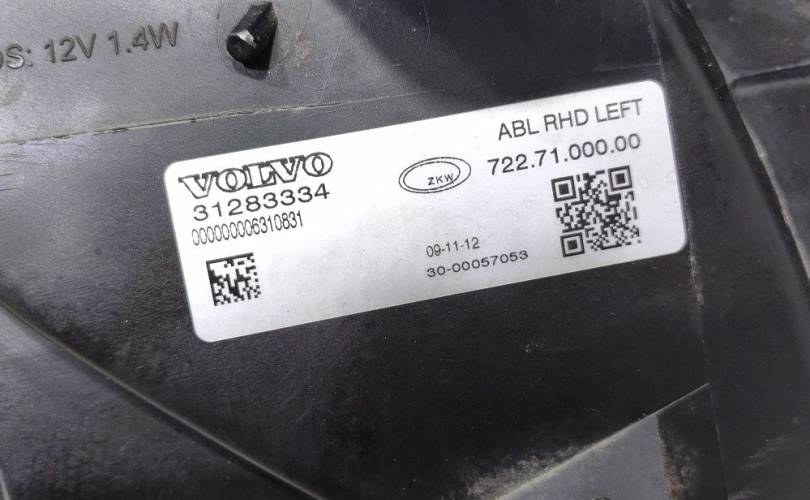 12V 1.4W
VOLVO
31283334
000000006310831
ZKW
ABL RHD LEFT
722.71.000.00
09-11-12
30-00057053